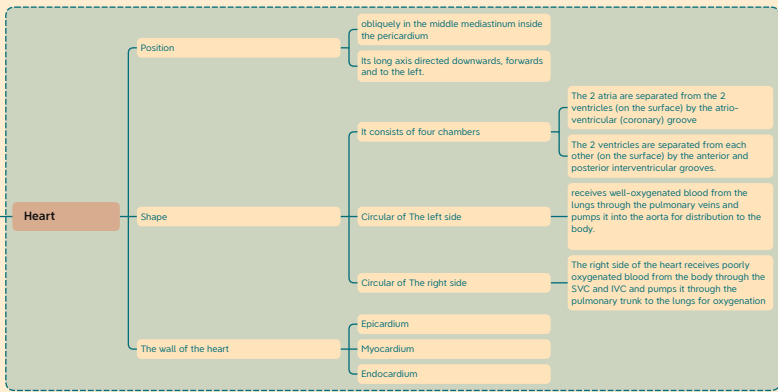 Heart
Position
obliquely in the middle mediastinum inside
the pericardium
Its long axis directed downwards, forwards
and to the left.
Shape
It consists of four chambers
The 2 atria are separated from the 2
ventricles (on the surface) by the atrio-
ventricular (coronary) groove
The 2 ventricles are separated from each
other (on the surface) by the anterior and
posterior interventricular grooves.
Circular of The left side
receives well-oxygenated blood from the
lungs through the pulmonary veins and
pumps it into the aorta for distribution to the
body.
Circular of The right side
The right side of the heart receives poorly
oxygenated blood from the body through the
SVC and IVC and pumps it through the
pulmonary trunk to the lungs for oxygenation
The wall of the heart
Epicardium
Myocardium
Endocardium